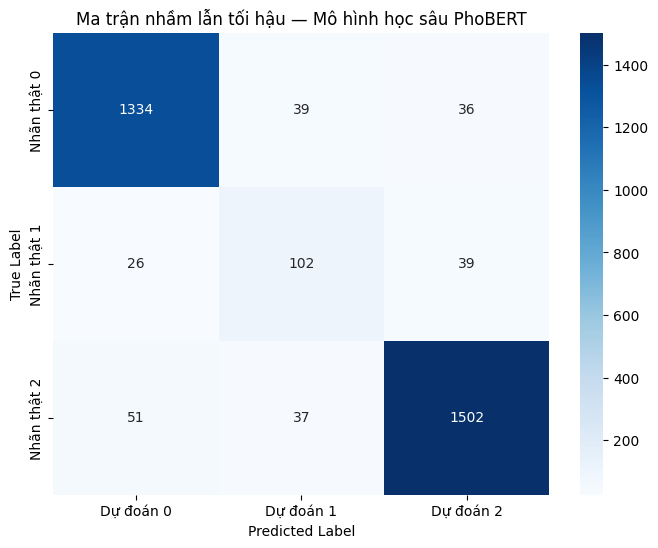 Ma trận nhầm lẫn tối hậu — Mô hình học sâu PhoBERT
True Label
Nhãn thật 0
1334 39 36
Nhãn thật 1
26 102 39
Nhãn thật 2
51 37 1502
Dự đoán 0 Dự đoán 1 Dự đoán 2
Predicted Label
1400
1200
1000
800
600
400
200